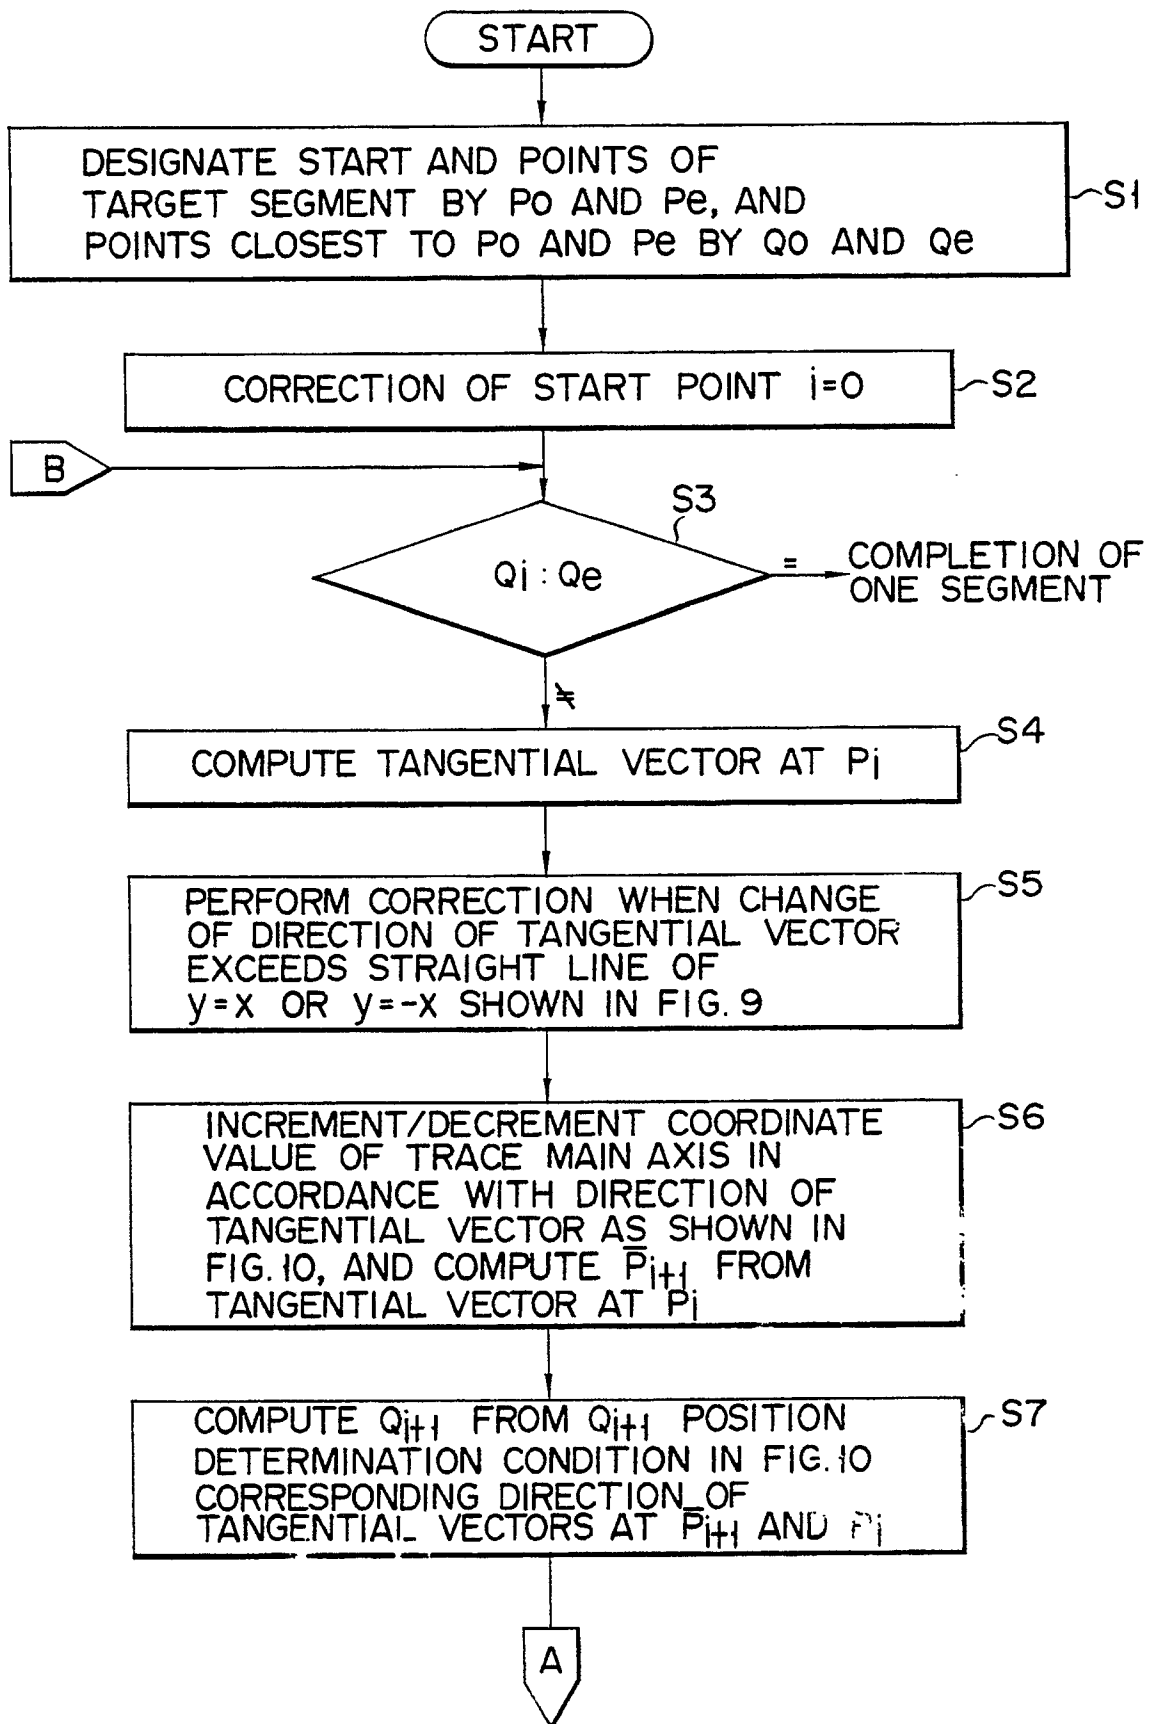 START
DESIGNATE START AND POINTS OF
TARGET SEGMENT BY Po AND Pe, AND
POINTS CLOSEST TO Po AND Pe BY Qo AND Qe
S1
CORRECTION OF START POINT i=0
S2
B
S3
Qi : Qe
=
COMPLETION OF
ONE SEGMENT
≠
S4
COMPUTE TANGENTIAL VECTOR AT Pi
S5
PERFORM CORRECTION WHEN CHANGE
OF DIRECTION OF TANGENTIAL VECTOR
EXCEEDS STRAIGHT LINE OF
y=x OR y=-x SHOWN IN FIG. 9
S6
INCREMENT/DECREMENT COORDINATE
VALUE OF TRACE MAIN AXIS IN
ACCORDANCE WITH DIRECTION OF
TANGENTIAL VECTOR AS SHOWN IN
FIG. 10, AND COMPUTE P̅i+1 FROM
TANGENTIAL VECTOR AT Pi
S7
COMPUTE Qi+1 FROM Qi+1 POSITION
DETERMINATION CONDITION IN FIG. 10
CORRESPONDING DIRECTION OF
TANGENTIAL VECTORS AT P̅i+1 AND Pi
A